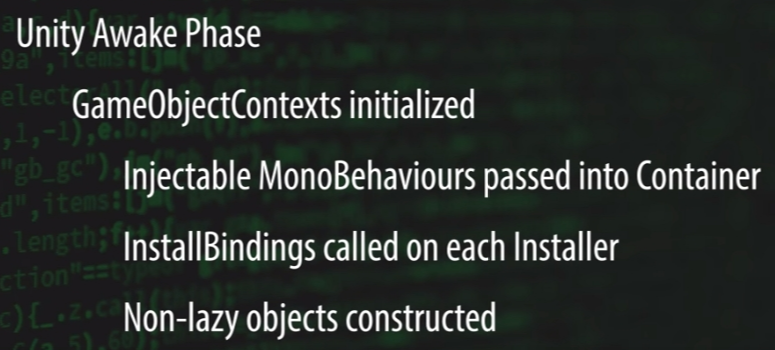 Unity Awake Phase
GameObjectContexts initialized
Injectable MonoBehaviours passed into Container
InstallBindings called on each Installer
Non-lazy objects constructed